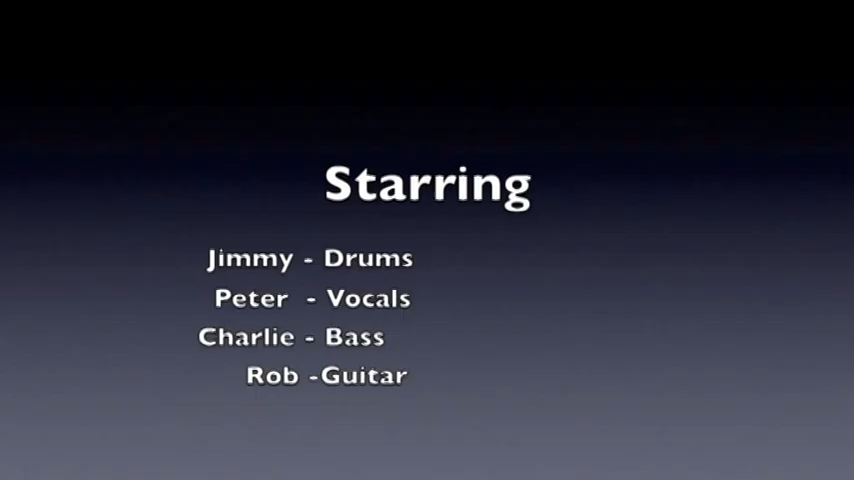 Starring
Jimmy - Drums
Peter - Vocals
Charlie - Bass
Rob -Guitar